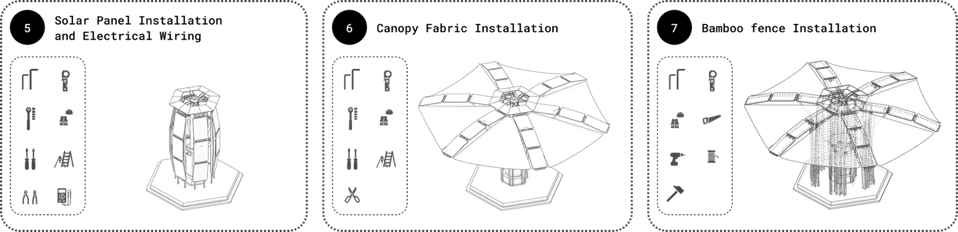 5
Solar Panel Installation
and Electrical Wiring
6
Canopy Fabric Installation
7
Bamboo fence Installation